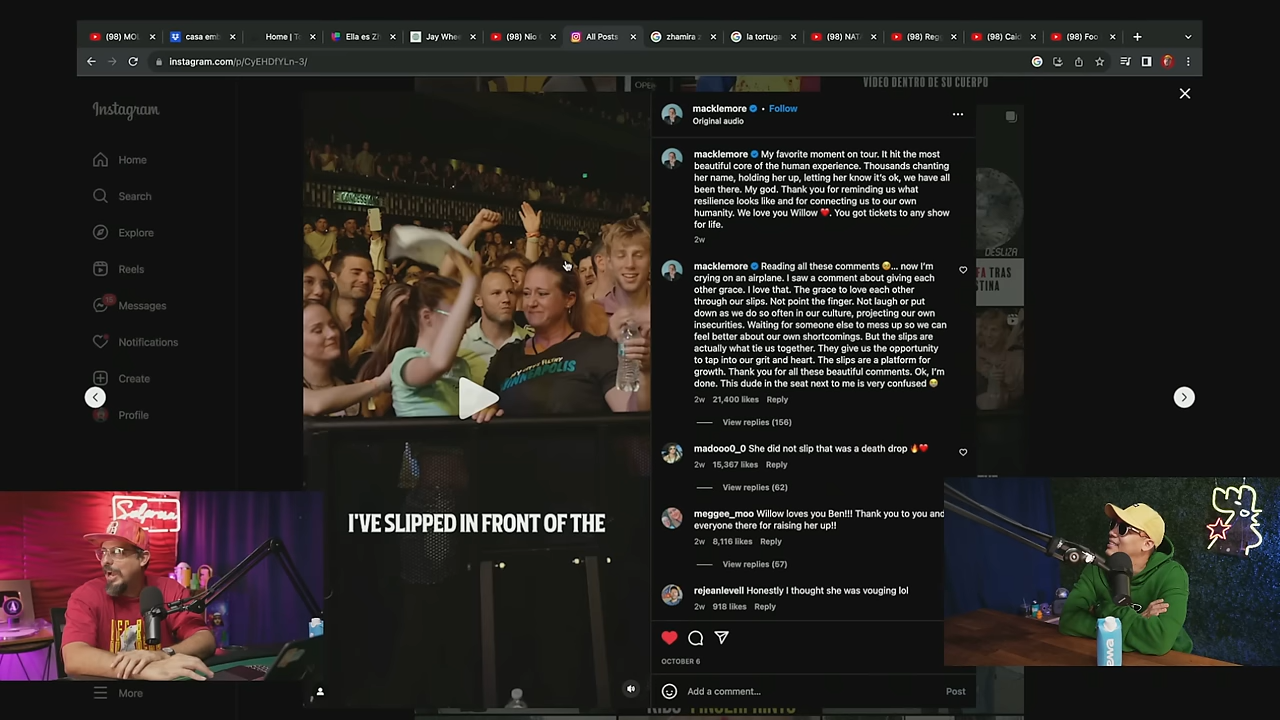 (98) MOI
casa emb
Home | T
Ella es Zi
Jay Whee
(98) Nio
All Posts
zhamira z
la tortuga
(98) NAT
(98) Reg
(98) Cald
(98) Foo
instagram.com/p/CyEHDfYLn-3/
OPE
VIDEO DENTRO DE SU CUERPO
Instagram
Home
Search
Explore
Reels
Messages
Notifications
Create
Profile
More
macklemore • Follow
Original audio
macklemore My favorite moment on tour. It hit the most
beautiful core of the human experience. Thousands chanting
her name, holding her up, letting her know it's ok, we have all
been there. My god. Thank you for reminding us what
resilience looks like and for connecting us to our own
humanity. We love you Willow ❤️. You got tickets to any show
for life.
2w
macklemore Reading all these comments 🥹... now I'm
crying on an airplane. I saw a comment about giving each
other grace. I love that. The grace to love each other
through our slips. Not point the finger. Not laugh or put
down as we do so often in our culture, projecting our own
insecurities. Waiting for someone else to mess up so we can
feel better about our own shortcomings. But the slips are
actually what tie us together. They give us the opportunity
to tap into our grit and heart. The slips are a platform for
growth. Thank you for all these beautiful comments. Ok, I'm
done. This dude in the seat next to me is very confused 🥹
2w 21,400 likes Reply
View replies (156)
madooo0_0 She did not slip that was a death drop 🔥❤️
2w 15,367 likes Reply
View replies (62)
meggee_moo Willow loves you Ben!!! Thank you to you and
everyone there for raising her up!!
2w 8,116 likes Reply
View replies (57)
rejeanlevell Honestly I thought she was vouging lol
2w 918 likes Reply
OCTOBER 6
Add a comment...
Post
DESLIZA
FA TRAS
STINA
I'VE SLIPPED IN FRONT OF THE